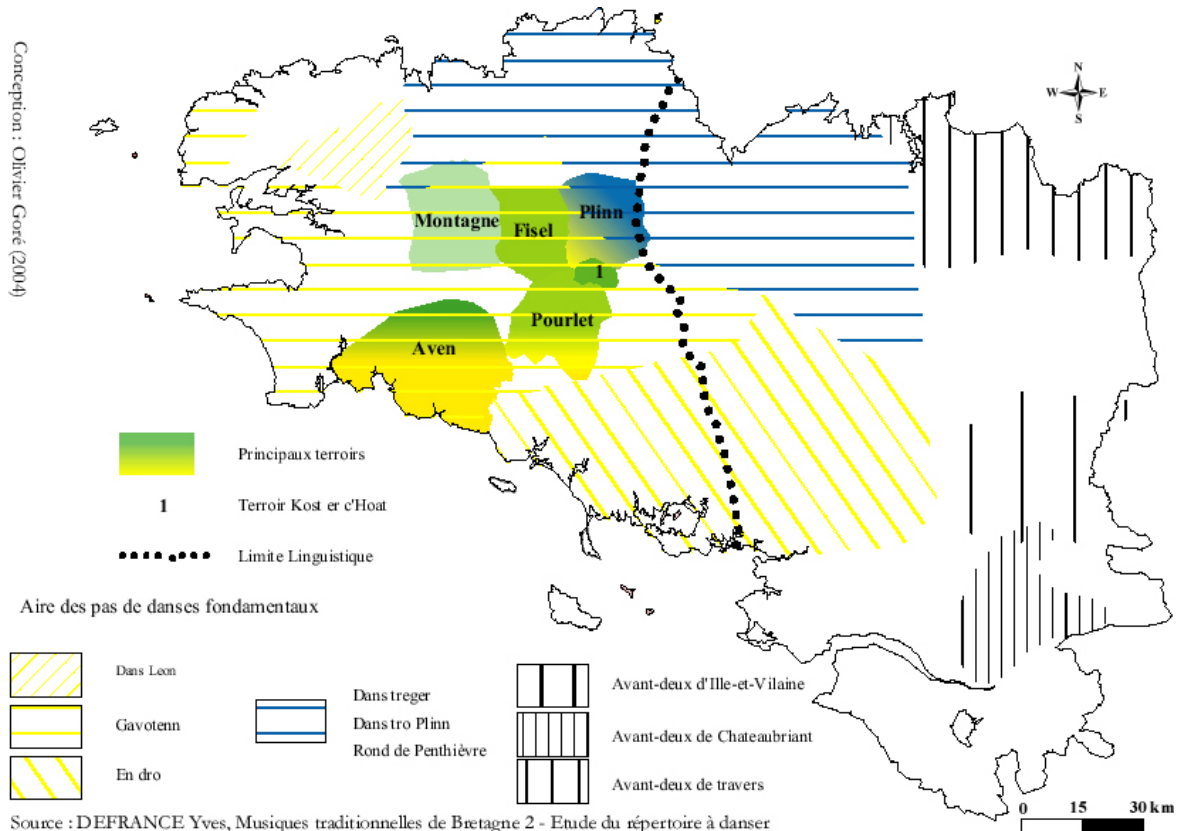 Conception : Olivier Goré (2004)
N
W E
S
Montagne
Fisel
Plinn
1
Pourlet
Aven
Principaux terroirs
1 Terroir Kost er c'Hoat
Limite Linguistique
Aire des pas de danses fondamentaux
Dans Leon
Gavotenn
En dro
Dans treger
Dans tro Plinn
Rond de Penthièvre
Avant-deux d'Ille-et-Vilaine
Avant-deux de Chateaubriant
Avant-deux de travers
0 15 30 km
Source : DEFRANCE Yves, Musiques traditionnelles de Bretagne 2 - Etude du répertoire à danser